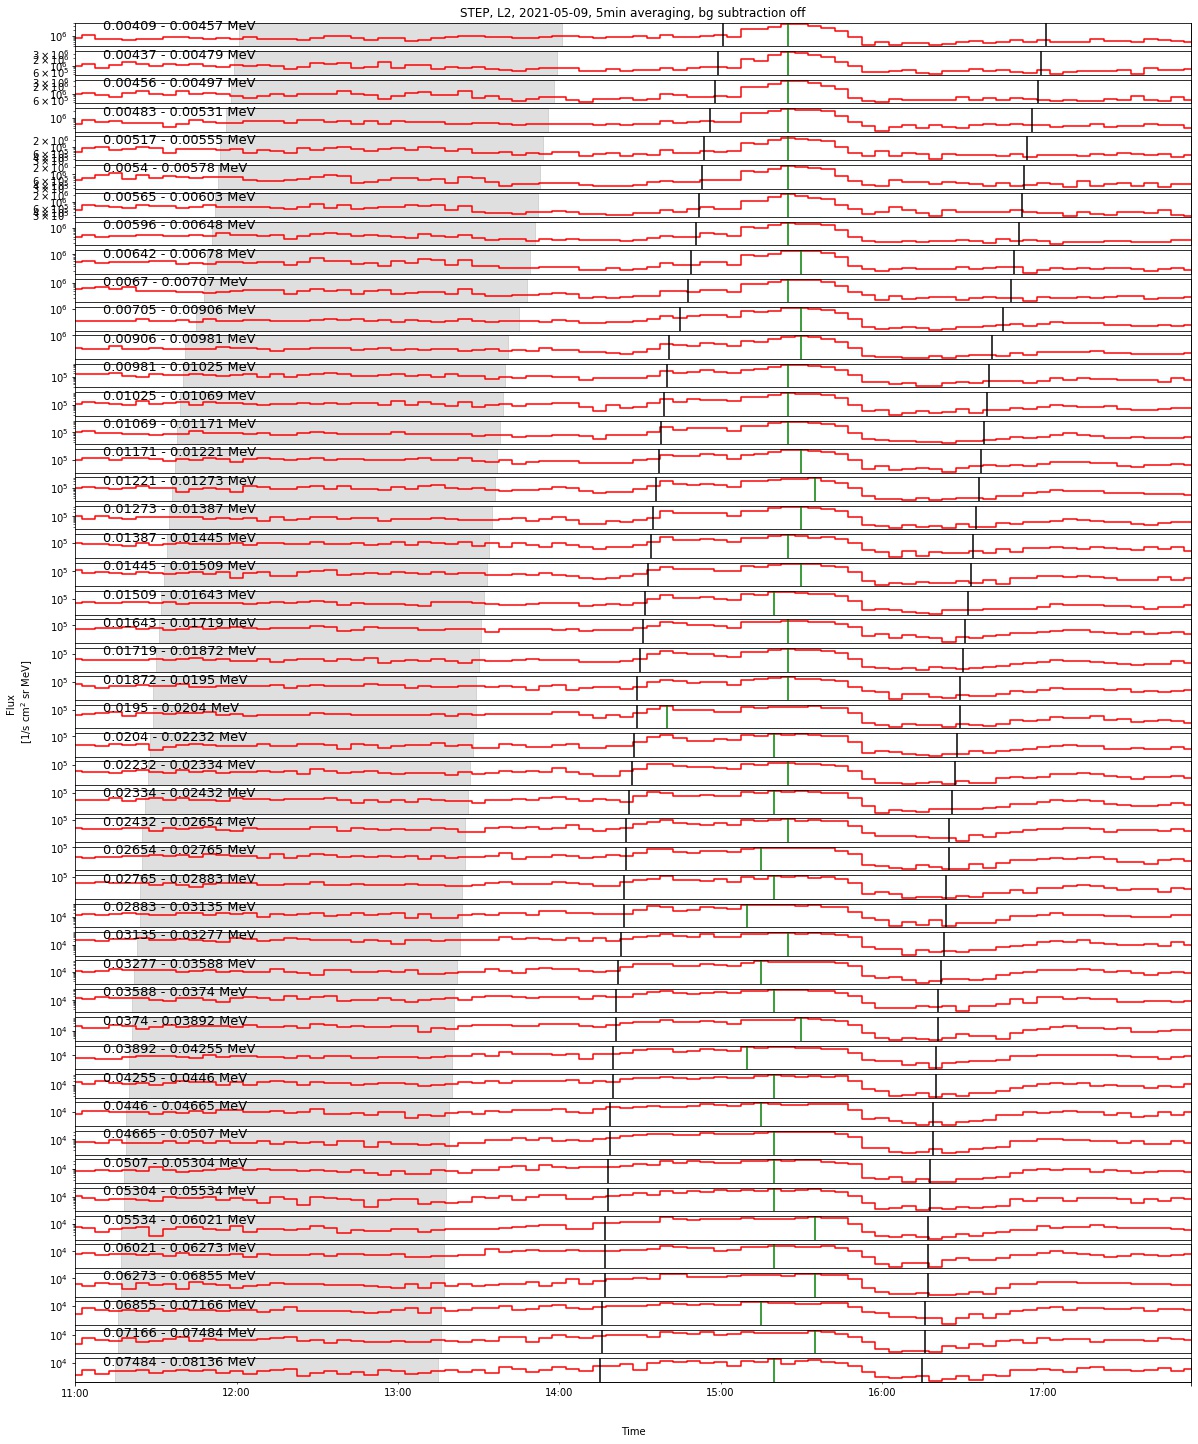 STEP, L2, 2021-05-09, 5min averaging, bg subtraction off
0.00409 - 0.00457 MeV
0.00437 - 0.00479 MeV
0.00456 - 0.00497 MeV
0.00483 - 0.00531 MeV
0.00517 - 0.00555 MeV
0.0054 - 0.00578 MeV
0.00565 - 0.00603 MeV
0.00596 - 0.00648 MeV
0.00642 - 0.00678 MeV
0.0067 - 0.00707 MeV
0.00705 - 0.00906 MeV
0.00906 - 0.00981 MeV
0.00981 - 0.01025 MeV
0.01025 - 0.01069 MeV
0.01069 - 0.01171 MeV
0.01171 - 0.01221 MeV
0.01221 - 0.01273 MeV
0.01273 - 0.01387 MeV
0.01387 - 0.01445 MeV
0.01445 - 0.01509 MeV
0.01509 - 0.01643 MeV
0.01643 - 0.01719 MeV
0.01719 - 0.01872 MeV
0.01872 - 0.0195 MeV
0.0195 - 0.0204 MeV
0.0204 - 0.02232 MeV
0.02232 - 0.02334 MeV
0.02334 - 0.02432 MeV
0.02432 - 0.02654 MeV
0.02654 - 0.02765 MeV
0.02765 - 0.02883 MeV
0.02883 - 0.03135 MeV
0.03135 - 0.03277 MeV
0.03277 - 0.03588 MeV
0.03588 - 0.0374 MeV
0.0374 - 0.03892 MeV
0.03892 - 0.04255 MeV
0.04255 - 0.0446 MeV
0.0446 - 0.04665 MeV
0.04665 - 0.0507 MeV
0.0507 - 0.05304 MeV
0.05304 - 0.05534 MeV
0.05534 - 0.06021 MeV
0.06021 - 0.06273 MeV
0.06273 - 0.06855 MeV
0.06855 - 0.07166 MeV
0.07166 - 0.07484 MeV
0.07484 - 0.08136 MeV
Flux
[1/s cm² sr MeV]
11:00 12:00 13:00 14:00 15:00 16:00 17:00
Time